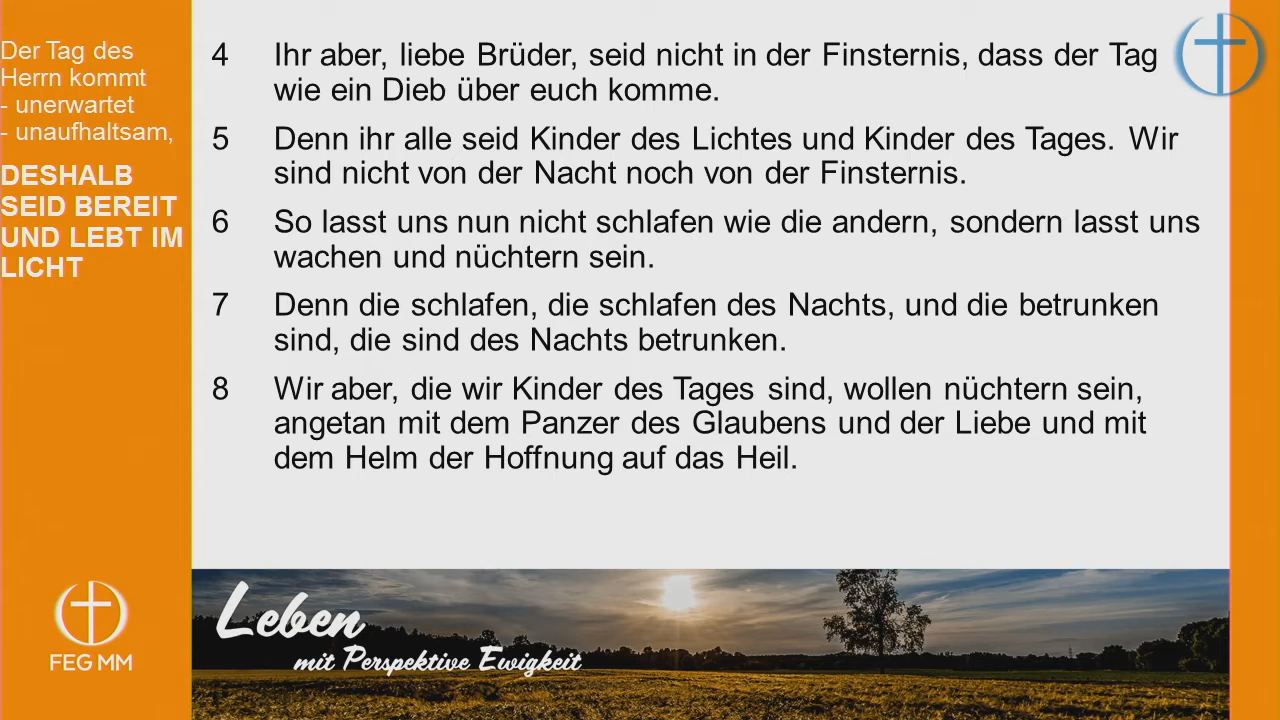 Der Tag des
Herrn kommt
- unerwartet
- unaufhaltsam,
DESHALB
SEID BEREIT
UND LEBT IM
LICHT
4 Ihr aber, liebe Brüder, seid nicht in der Finsternis, dass der Tag
wie ein Dieb über euch komme.
5 Denn ihr alle seid Kinder des Lichtes und Kinder des Tages. Wir
sind nicht von der Nacht noch von der Finsternis.
6 So lasst uns nun nicht schlafen wie die andern, sondern lasst uns
wachen und nüchtern sein.
7 Denn die schlafen, die schlafen des Nachts, und die betrunken
sind, die sind des Nachts betrunken.
8 Wir aber, die wir Kinder des Tages sind, wollen nüchtern sein,
angetan mit dem Panzer des Glaubens und der Liebe und mit
dem Helm der Hoffnung auf das Heil.
Leben
mit Perspektive Ewigkeit
FEG MM